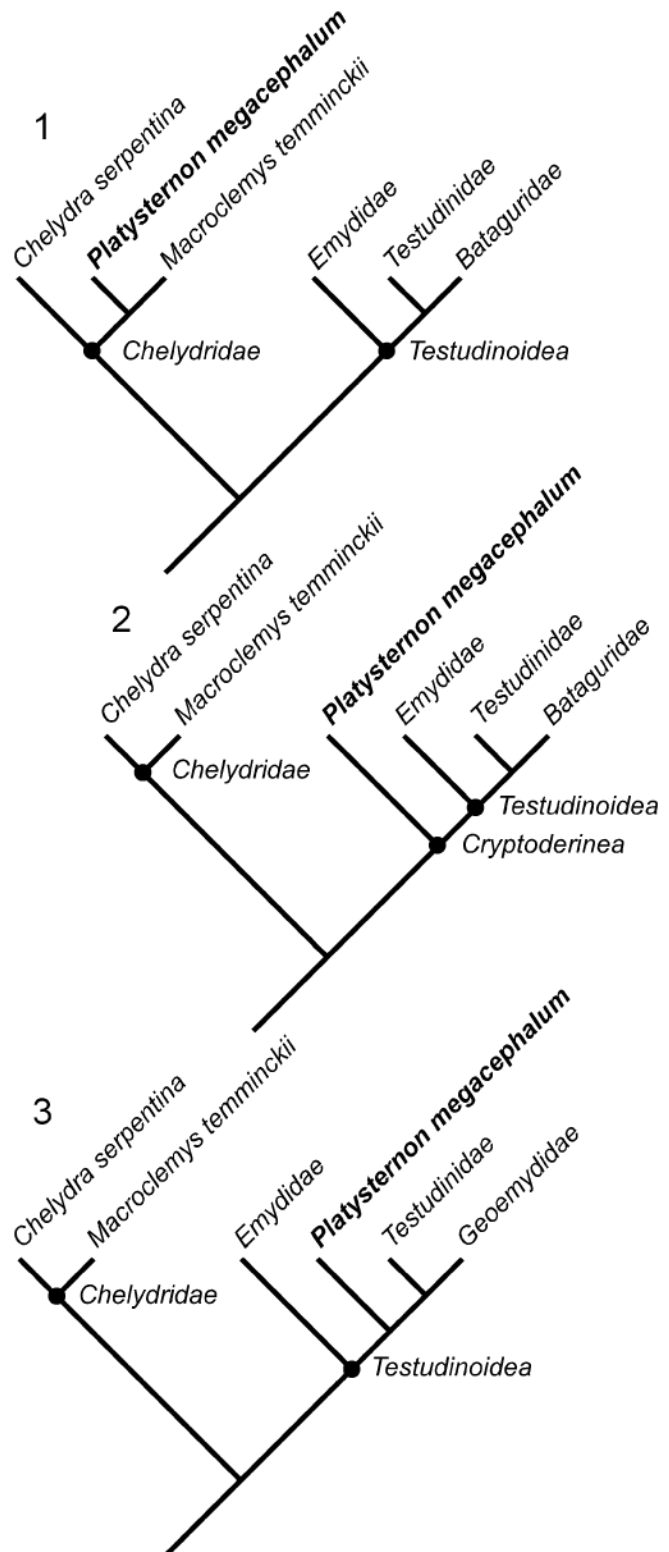 1
Chelydra serpentina
Platysternon megacephalum
Macroclemys temminckii
Emydidae
Testudinidae
Bataguridae
Chelydridae
Testudinoidea
2
Chelydra serpentina
Macroclemys temminckii
Platysternon megacephalum
Emydidae
Testudinidae
Bataguridae
Chelydridae
Testudinoidea
Cryptoderinea
3
Chelydra serpentina
Macroclemys temminckii
Emydidae
Platysternon megacephalum
Testudinidae
Geoemydidae
Chelydridae
Testudinoidea